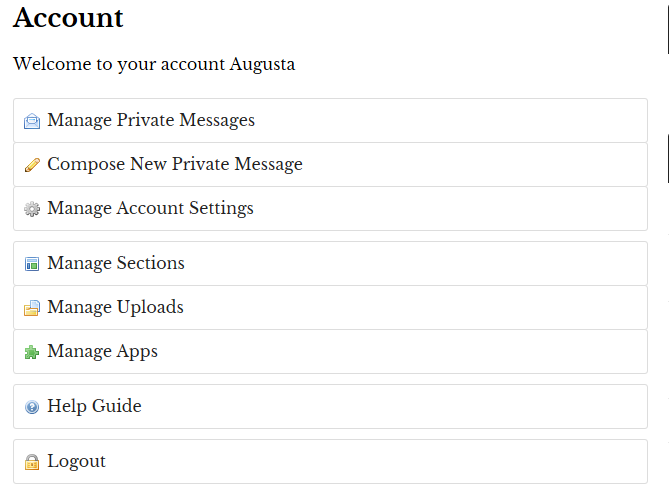 Account
Welcome to your account Augusta
Manage Private Messages
Compose New Private Message
Manage Account Settings
Manage Sections
Manage Uploads
Manage Apps
Help Guide
Logout